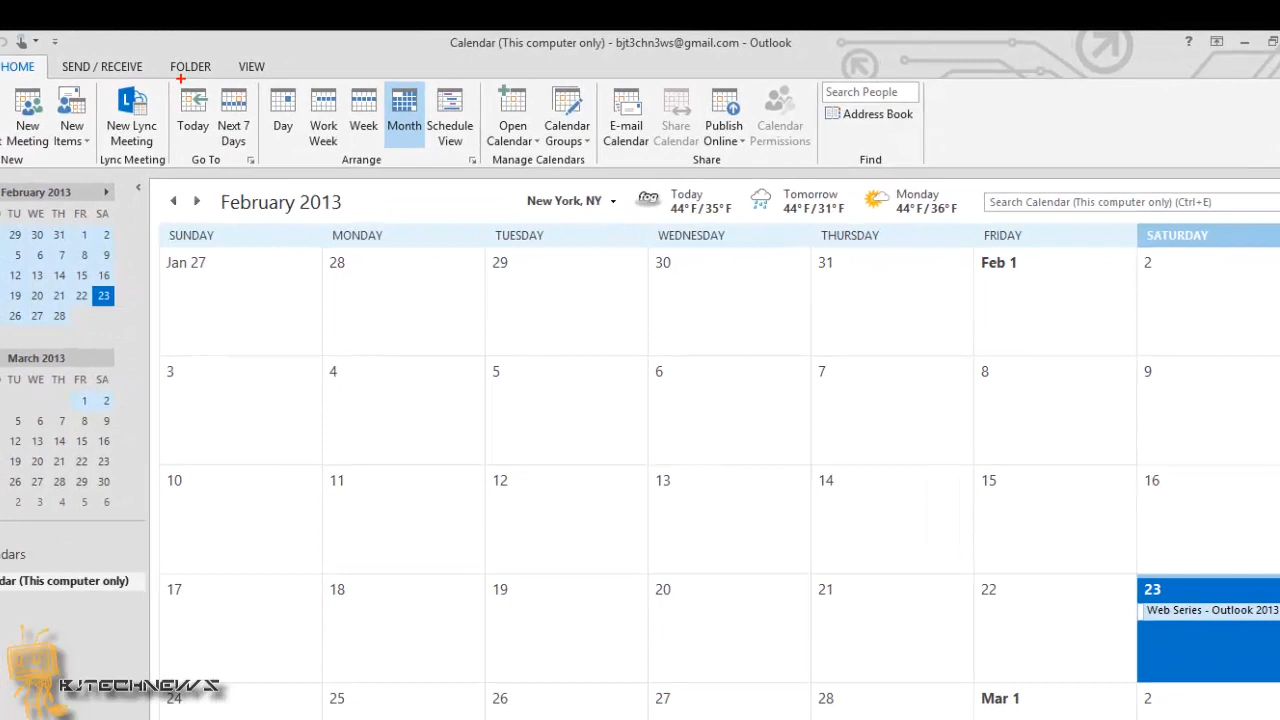 Calendar (This computer only) - bjt3chn3ws@gmail.com - Outlook
?
HOME SEND / RECEIVE FOLDER VIEW
New Meeting
New Items
New Lync Meeting
Today
Next 7 Days
Day
Work Week
Week
Month
Schedule View
Open Calendar
Calendar Groups
E-mail Calendar
Share Calendar
Publish Online
Calendar Permissions
Search People
Address Book
New Lync Meeting Go To Arrange Manage Calendars Share Find
February 2013
TU WE TH FR SA
29 30 31 1 2
5 6 7 8 9
12 13 14 15 16
19 20 21 22 23
26 27 28
March 2013
TU WE TH FR SA
1 2
5 6 7 8 9
12 13 14 15 16
19 20 21 22 23
26 27 28 29 30
2 3 4 5 6
dars
dar (This computer only)
February 2013
New York, NY
Today 44°F/35°F
Tomorrow 44°F/31°F
Monday 44°F/36°F
Search Calendar (This computer only) (Ctrl+E)
SUNDAY MONDAY TUESDAY WEDNESDAY THURSDAY FRIDAY SATURDAY
Jan 27 28 29 30 31 Feb 1 2
3 4 5 6 7 8 9
10 11 12 13 14 15 16
17 18 19 20 21 22 23
Web Series - Outlook 2013
24 25 26 27 28 Mar 1 2
BJTECHNEWS